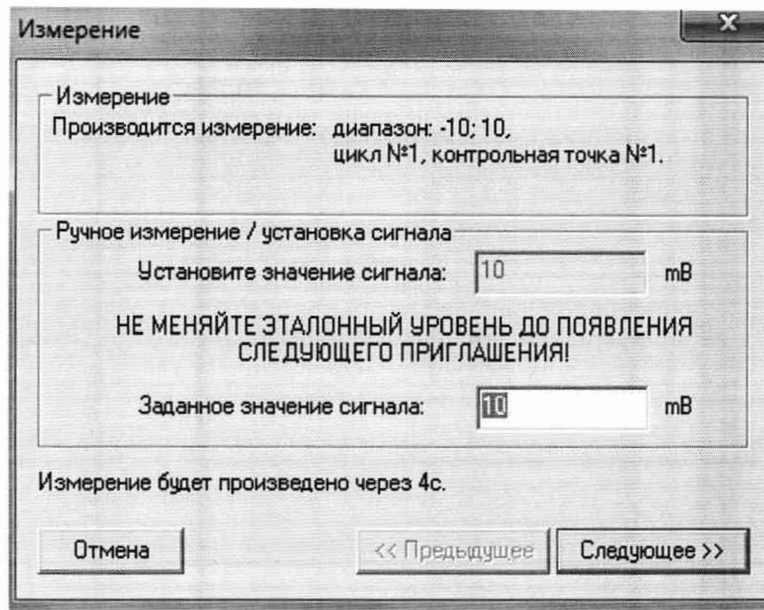 Измерение
Измерение
Производится измерение: диапазон: -10; 10,
цикл №1, контрольная точка №1.
Ручное измерение / установка сигнала
Установите значение сигнала: 10 mB
НЕ МЕНЯЙТЕ ЭТАЛОННЫЙ УРОВЕНЬ ДО ПОЯВЛЕНИЯ
СЛЕДУЮЩЕГО ПРИГЛАШЕНИЯ!
Заданное значение сигнала: 10 mB
Измерение будет произведено через 4с.
Отмена << Предыдущее Следующее >>